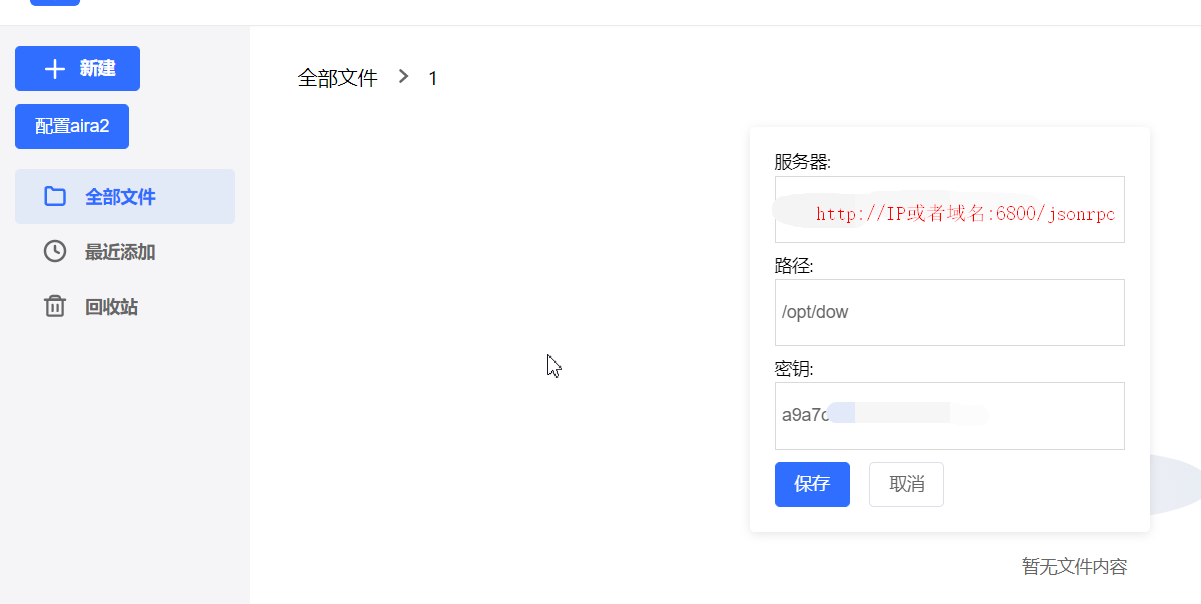 新建
配置aira2
全部文件
最近添加
回收站
全部文件 > 1
服务器:
http://IP或者域名:6800/jsonrpc
路径:
/opt/dow
密钥:
a9a7c
保存 取消
暂无文件内容